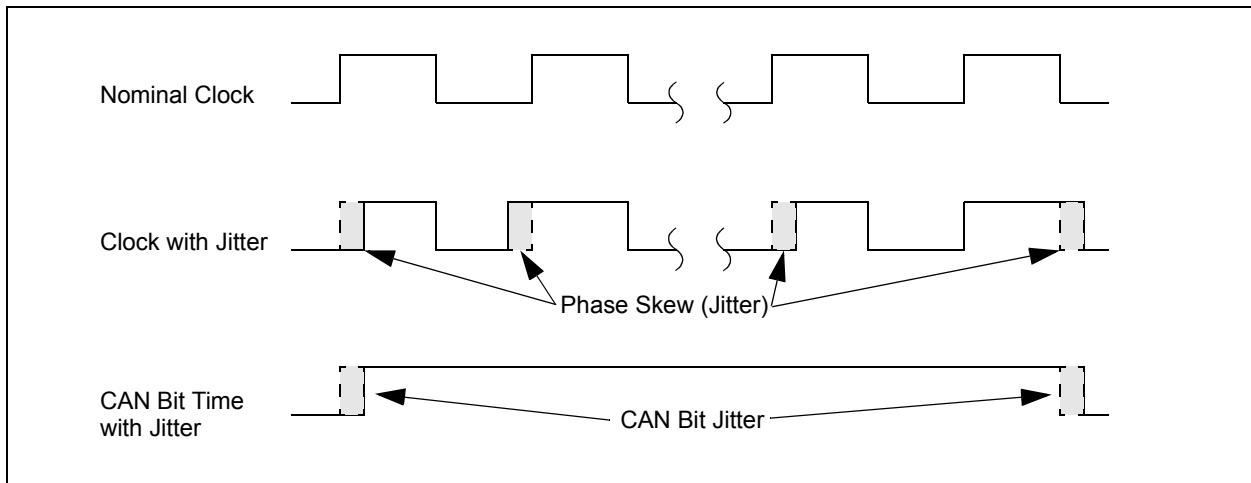 Nominal Clock
Clock with Jitter
Phase Skew (Jitter)
CAN Bit Time
with Jitter
CAN Bit Jitter